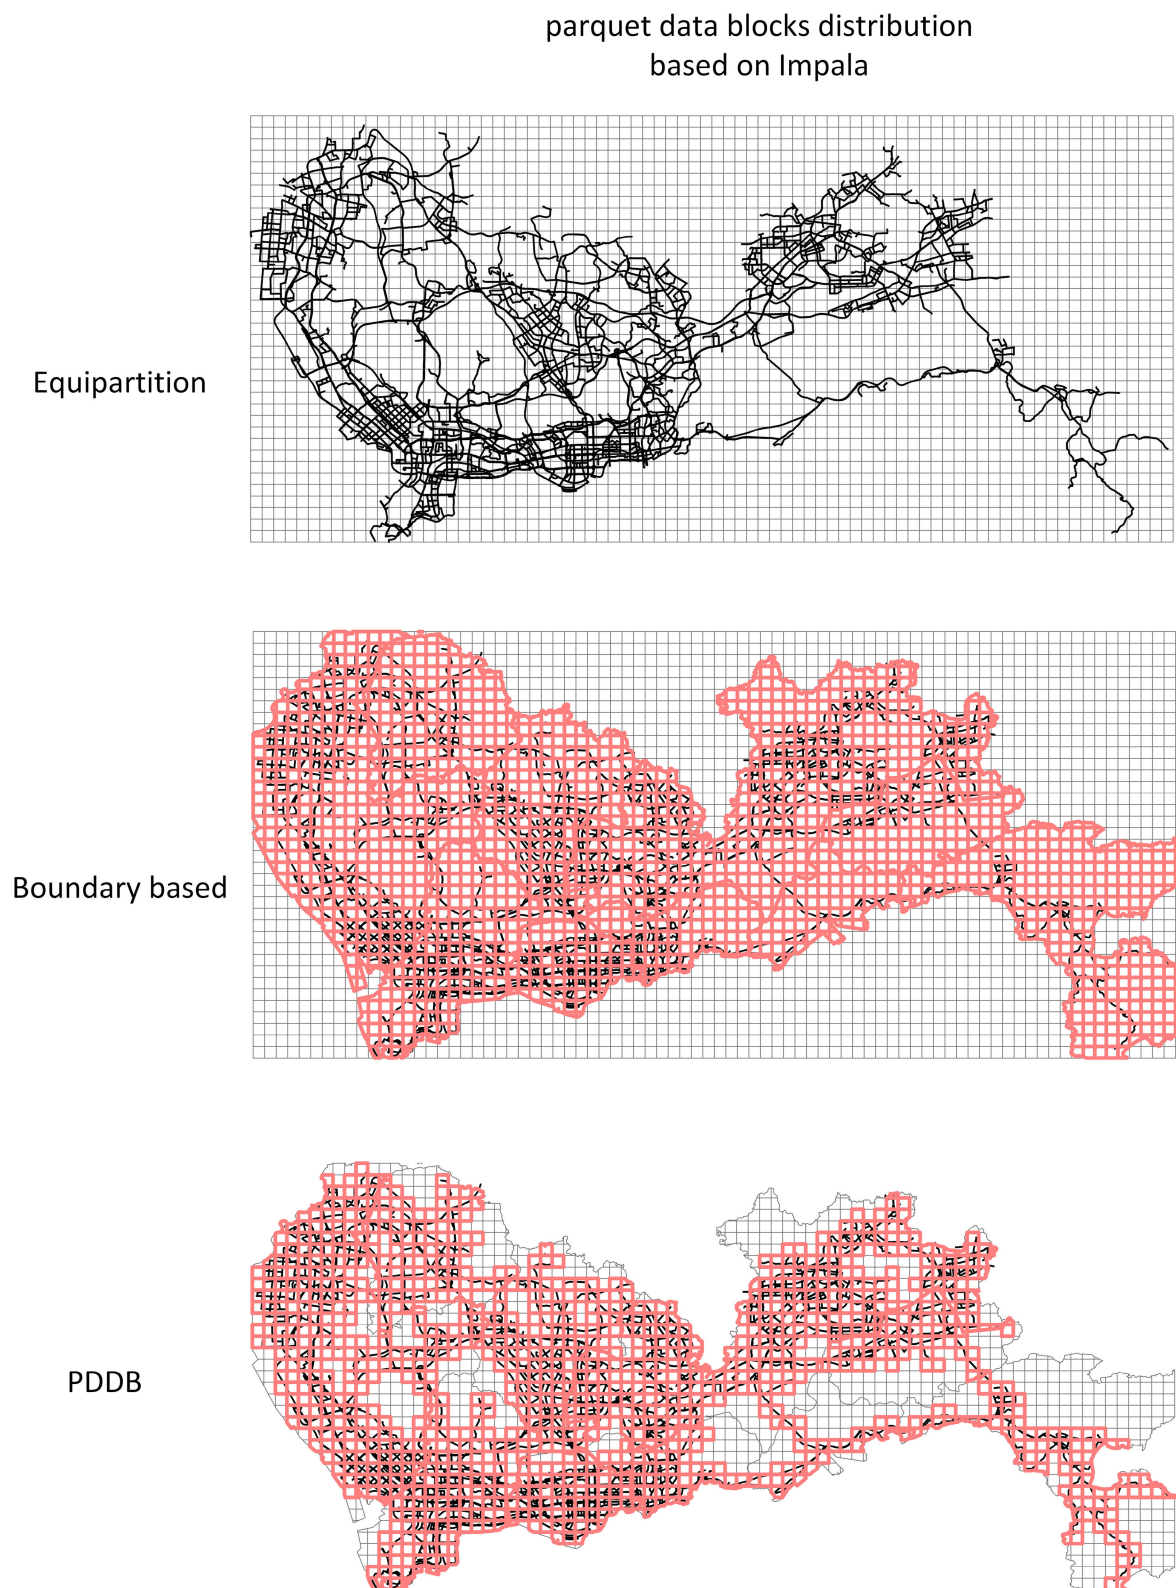 parquet data blocks distribution
based on Impala
Equipartition
Boundary based
PDDB